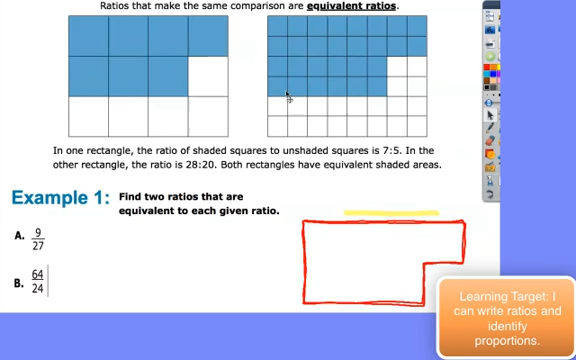 Ratios that make the same comparison are equivalent ratios.
In one rectangle, the ratio of shaded squares to unshaded squares is 7:5. In the
other rectangle, the ratio is 28:20. Both rectangles have equivalent shaded areas.
Example 1: Find two ratios that are
equivalent to each given ratio.
A. 9/27
B. 64/24
Learning Target: I
can write ratios and
identify
proportions.